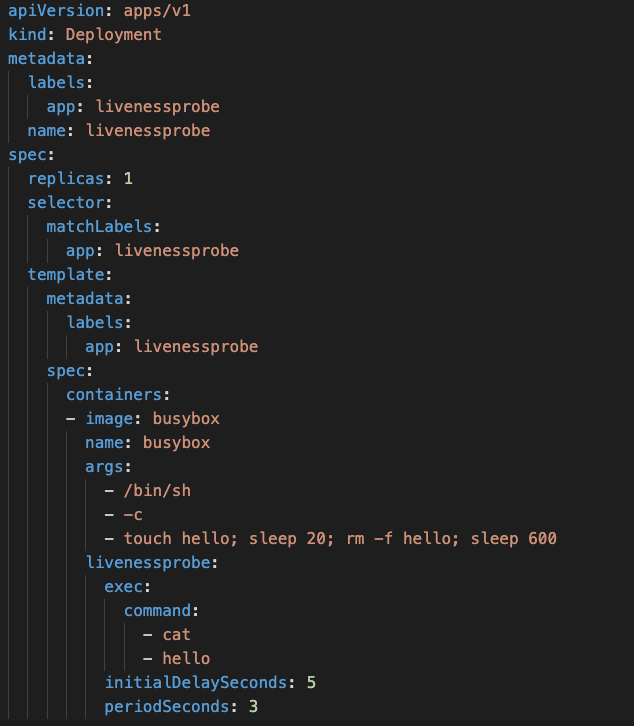 apiVersion: apps/v1
kind: Deployment
metadata:
  labels:
    app: livenessprobe
  name: livenessprobe
spec:
  replicas: 1
  selector:
    matchLabels:
      app: livenessprobe
  template:
    metadata:
      labels:
        app: livenessprobe
    spec:
      containers:
      - image: busybox
        name: busybox
        args:
          - /bin/sh
          - -c
          - touch hello; sleep 20; rm -f hello; sleep 600
        livenessprobe:
          exec:
            command:
              - cat
              - hello
          initialDelaySeconds: 5
          periodSeconds: 3